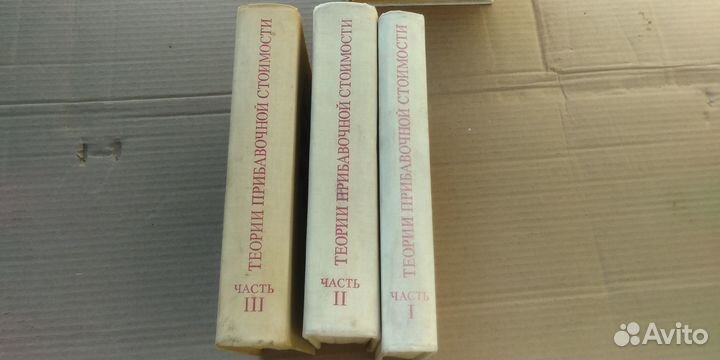 ТЕОРИИ ПРИБАВОЧНОЙ СТОИМОСТИ
ЧАСТЬ
III
ТЕОРИИ ПРИБАВОЧНОЙ СТОИМОСТИ
ЧАСТЬ
II
ТЕОРИИ ПРИБАВОЧНОЙ СТОИМОСТИ
ЧАСТЬ
I
Avito